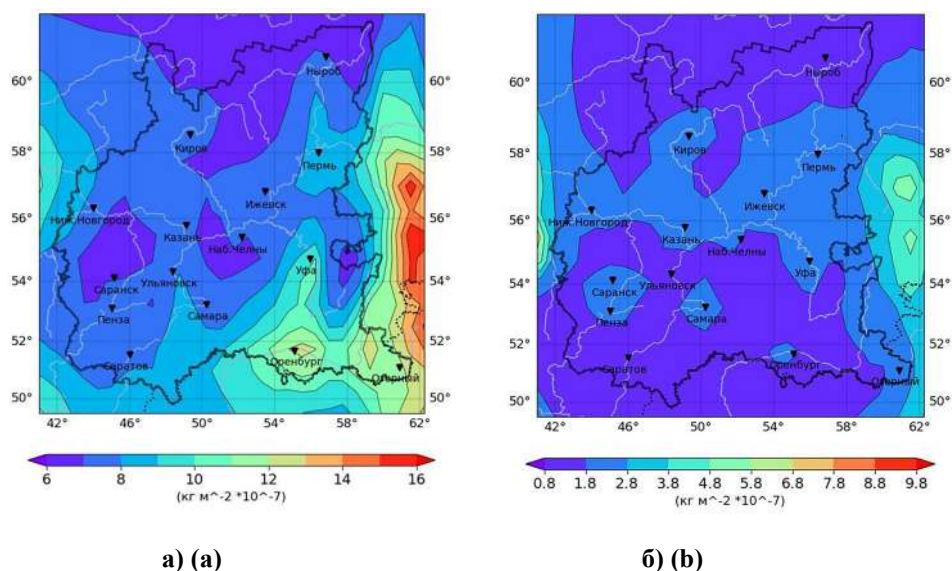 60°
58°
56°
54°
52°
50°
42°
46°
50°
54°
58°
62°
60°
58°
56°
54°
52°
50°
Ныроб
Киров
Пермь
Ижевск
Ниж.Новгород
Казань
Наб.Челны
Уфа
Саранск
Ульяновск
Пенза
Самара
Саратов
Оренбург
Озерный
6
8
10
12
14
16
(кг м^-2 *10^-7)
а) (a)
60°
58°
56°
54°
52°
50°
42°
46°
50°
54°
58°
62°
60°
58°
56°
54°
52°
50°
Ныроб
Киров
Пермь
Ижевск
Ниж.Новгород
Казань
Наб.Челны
Уфа
Саранск
Ульяновск
Пенза
Самара
Саратов
Оренбург
Озерный
0.8
1.8
2.8
3.8
4.8
5.8
6.8
7.8
8.8
9.8
(кг м^-2 *10^-7)
б) (b)